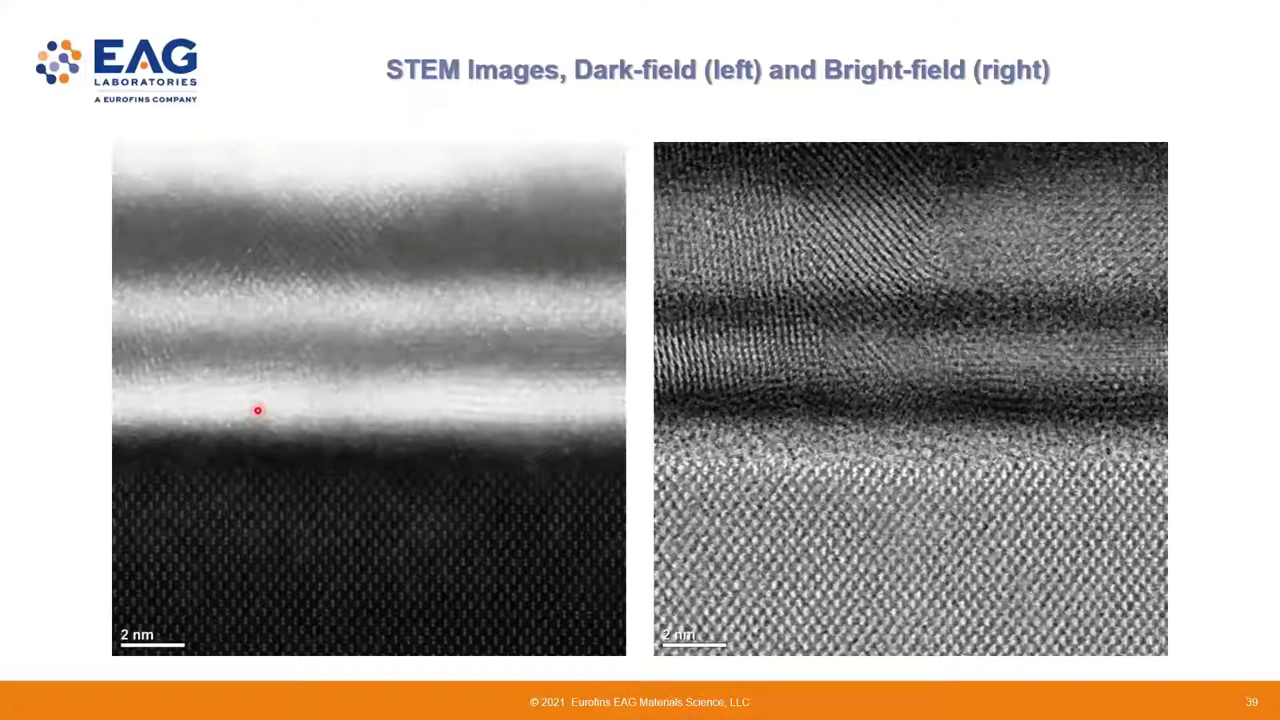 EAG
LABORATORIES
A EUROFINS COMPANY
STEM Images, Dark-field (left) and Bright-field (right)
2 nm
2 nm
© 2021 Eurofins EAG Materials Science, LLC
39